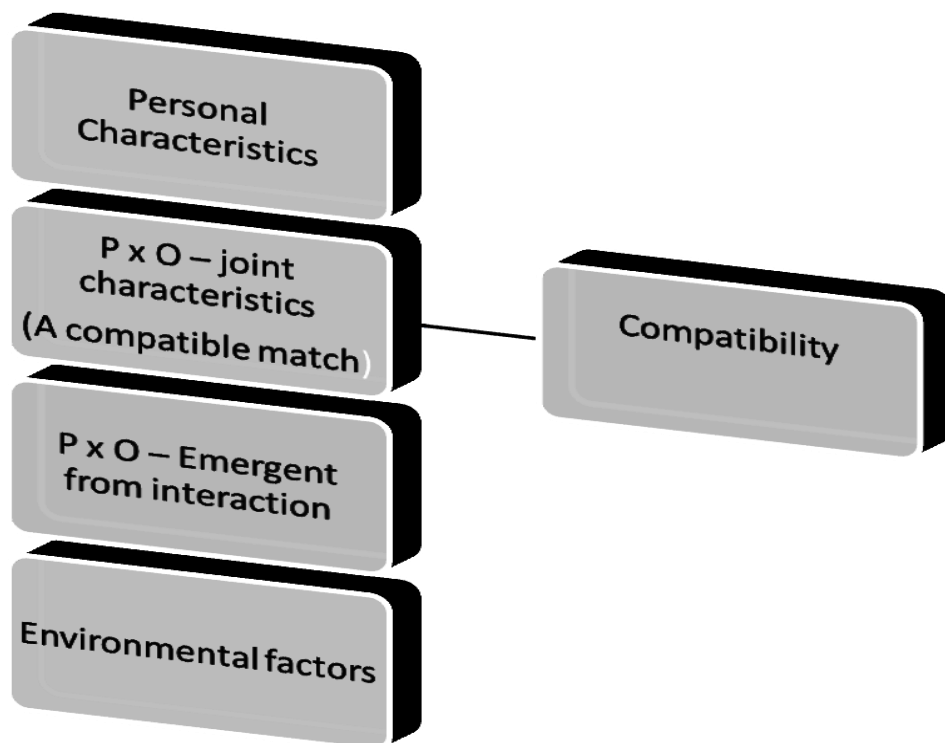 Personal
Characteristics
P x O – joint
characteristics
(A compatible match)
P x O – Emergent
from interaction
Environmental factors
Compatibility